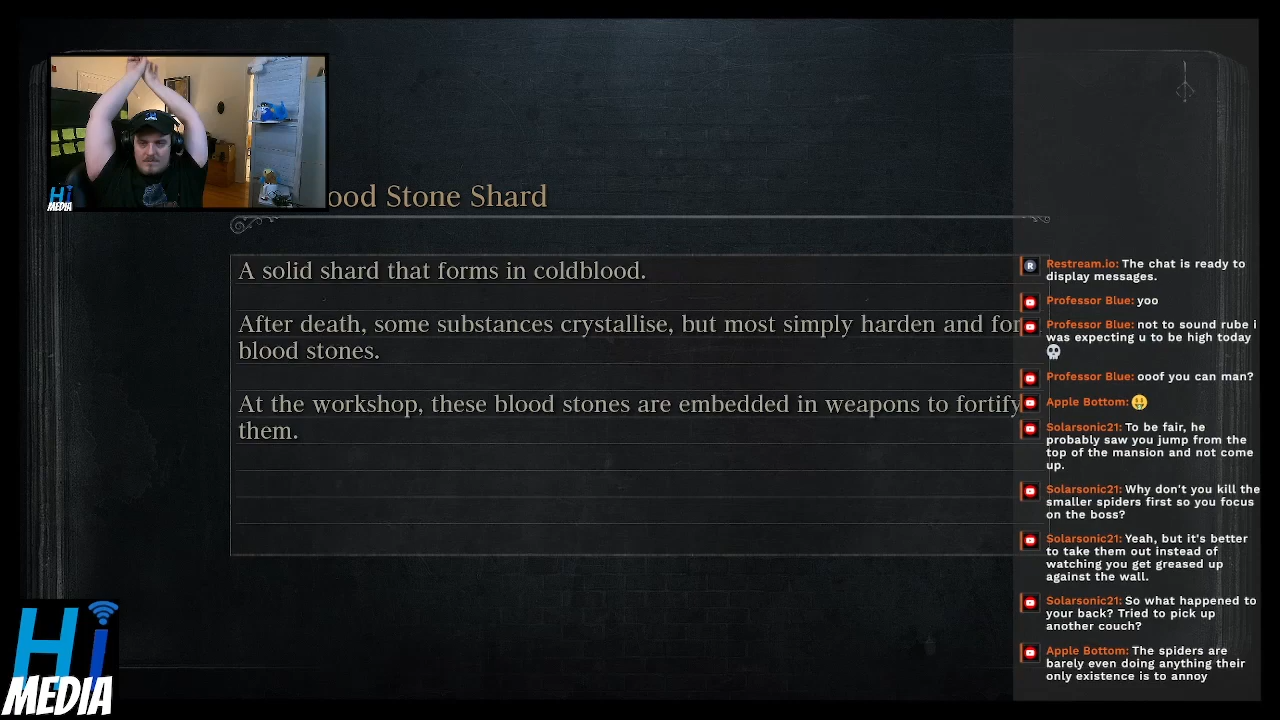 ood Stone Shard
A solid shard that forms in coldblood.
After death, some substances crystallise, but most simply harden and for
blood stones.
At the workshop, these blood stones are embedded in weapons to fortify
them.
Restream.io: The chat is ready to
display messages.
Professor Blue: yoo
Professor Blue: not to sound rube i
was expecting u to be high today
Professor Blue: ooof you can man?
Apple Bottom:
Solarsonic21: To be fair, he
probably saw you jump from the
top of the mansion and not come
up.
Solarsonic21: Why don't you kill the
smaller spiders first so you focus
on the boss?
Solarsonic21: Yeah, but it's better
to take them out instead of
watching you get greased up
against the wall.
Solarsonic21: So what happened to
your back? Tried to pick up
another couch?
Apple Bottom: The spiders are
barely even doing anything their
only existence is to annoy
Hi
MEDIA
Hi
MEDIA